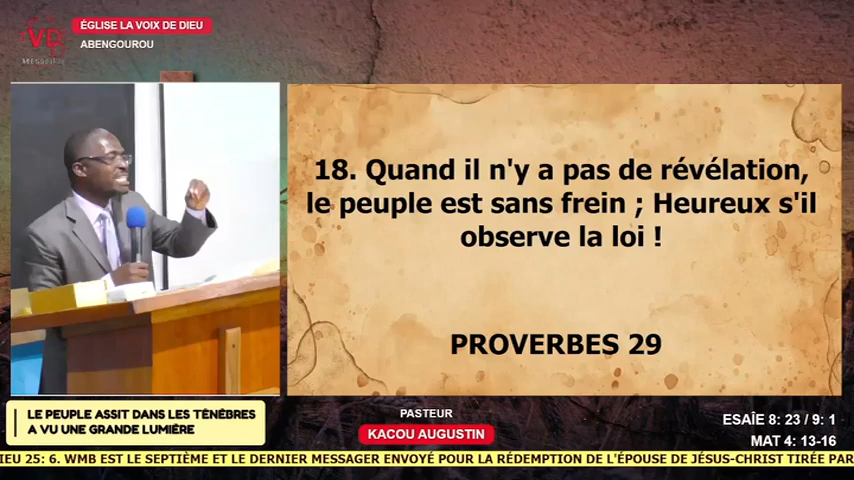 ÉGLISE LA VOIX DE DIEU
ABENGOUROU
VD
18. Quand il n'y a pas de révélation,
le peuple est sans frein ; Heureux s'il
observe la loi !
PROVERBES 29
LE PEUPLE ASSIT DANS LES TÉNÈBRES
A VU UNE GRANDE LUMIÈRE
PASTEUR
KACOU AUGUSTIN
ESAÎE 8: 23 / 9: 1
MAT 4: 13-16
IEU 25: 6. WMB EST LE SEPTIÈME ET LE DERNIER MESSAGER ENVOYÉ POUR LA RÉDEMPTION DE L'ÉPOUSE DE JÉSUS-CHRIST TIRÉE PAR